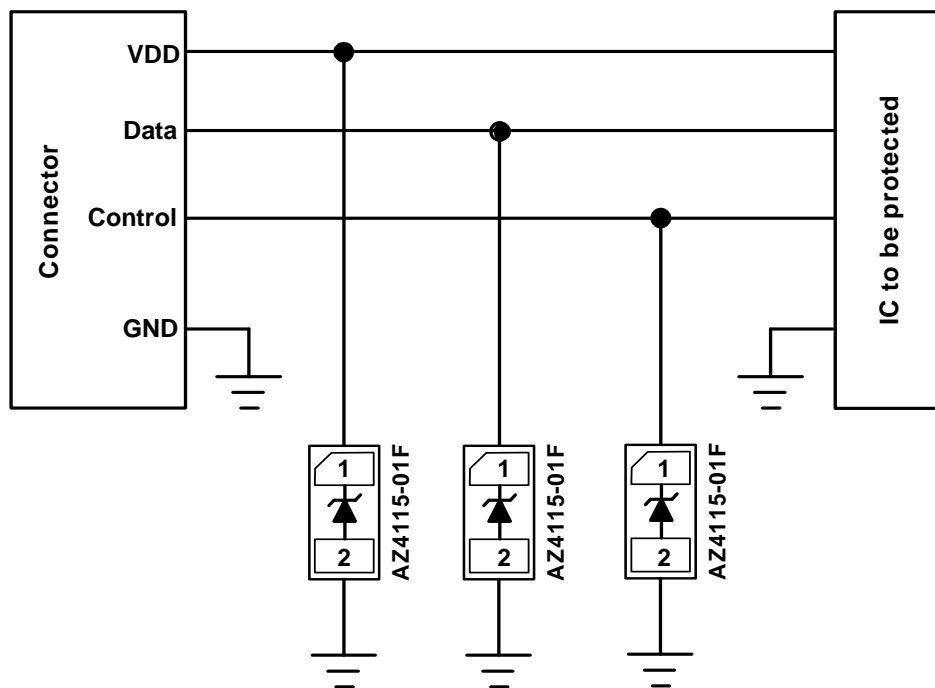 Connector
VDD
Data
Control
GND
IC to be protected
1
2
AZ4115-01F
1
2
AZ4115-01F
1
2
AZ4115-01F